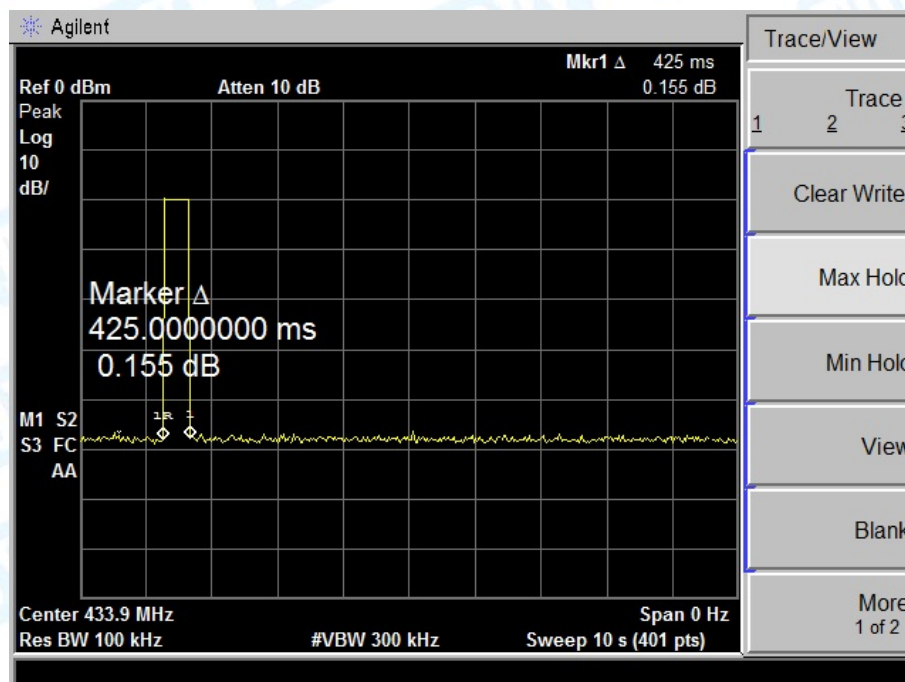 Agilent
Trace/View
Mkr1 Δ 425 ms
Ref 0 dBm Atten 10 dB 0.155 dB
Peak
Log
10
dB/
Trace
1 2
Clear Write
Max Hold
Marker Δ
425.0000000 ms
0.155 dB
Min Hold
1R 1
M1 S2
S3 FC
AA
View
Blank
Center 433.9 MHz Span 0 Hz
Res BW 100 kHz #VBW 300 kHz Sweep 10 s (401 pts)
More
1 of 2